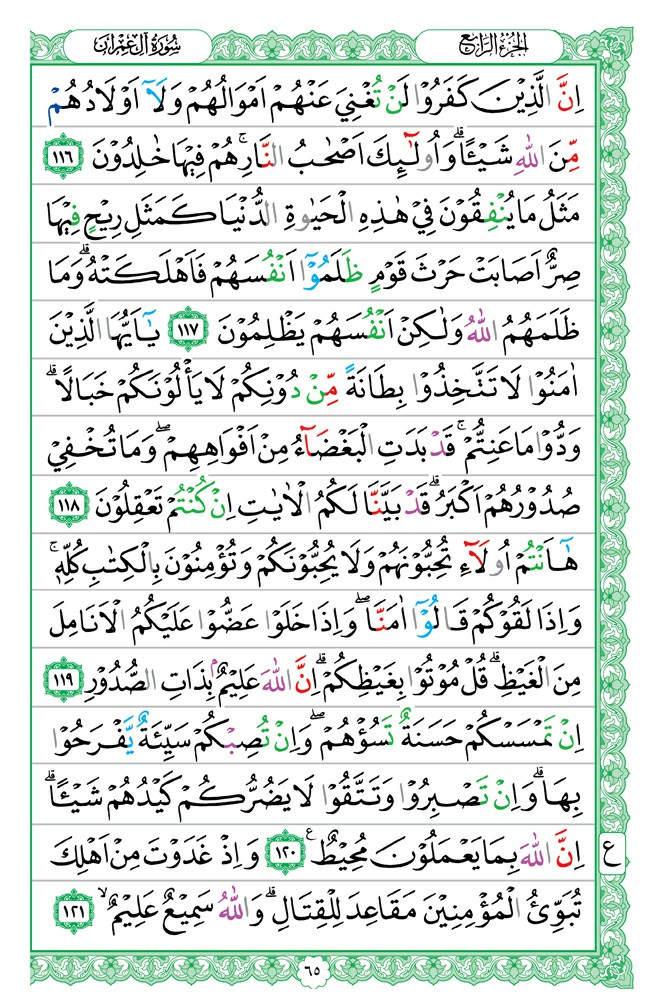 الجزء الرابع
سورة آل عمران
اِنَّ الَّذِيْنَ كَفَرُوْا لَنْ تُغْنِيَ عَنْهُمْ اَمْوَالُهُمْ وَلَاۤ اَوْلَادُهُمْ
مِّنَ اللّٰهِ شَيْـًٔا ؕ وَاُولٰٓئِكَ اَصْحٰبُ النَّارِ ۚ هُمْ فِيْهَا خٰلِدُوْنَ ١١٦
مَثَلُ مَا يُنْفِقُوْنَ فِيْ هٰذِهِ الْحَيٰوةِ الدُّنْيَا كَمَثَلِ رِيْحٍ فِيْهَا
صِرٌّ اَصَابَتْ حَرْثَ قَوْمٍ ظَلَمُوْۤا اَنْفُسَهُمْ فَاَهْلَكَتْهُ ؕ وَمَا
ظَلَمَهُمُ اللّٰهُ وَلٰكِنْ اَنْفُسَهُمْ يَظْلِمُوْنَ ١١٧ يٰۤاَيُّهَا الَّذِيْنَ
اٰمَنُوْا لَا تَتَّخِذُوْا بِطَانَةً مِّنْ دُوْنِكُمْ لَا يَأْلُوْنَكُمْ خَبَالًا ؕ
وَدُّوْا مَا عَنِتُّمْ ۚ قَدْ بَدَتِ الْبَغْضَآءُ مِنْ اَفْوَاهِهِمْ ۖ وَمَا تُخْفِيْ
صُدُوْرُهُمْ اَكْبَرُ ؕ قَدْ بَيَّنَّا لَكُمُ الْاٰيٰتِ اِنْ كُنْتُمْ تَعْقِلُوْنَ ١١٨
هٰۤاَنْتُمْ اُولَآءِ تُحِبُّوْنَهُمْ وَلَا يُحِبُّوْنَكُمْ وَتُؤْمِنُوْنَ بِالْكِتٰبِ كُلِّهٖ ۚ
وَاِذَا لَقُوْكُمْ قَالُوْۤا اٰمَنَّا ۖ وَاِذَا خَلَوْا عَضُّوْا عَلَيْكُمُ الْاَنَامِلَ
مِنَ الْغَيْظِ ؕ قُلْ مُوْتُوْا بِغَيْظِكُمْ ؕ اِنَّ اللّٰهَ عَلِيْمٌۢ بِذَاتِ الصُّدُوْرِ ١١٩
اِنْ تَمْسَسْكُمْ حَسَنَةٌ تَسُؤْهُمْ ۖ وَاِنْ تُصِبْكُمْ سَيِّئَةٌ يَّفْرَحُوْا
بِهَا ؕ وَاِنْ تَصْبِرُوْا وَتَتَّقُوْا لَا يَضُرُّكُمْ كَيْدُهُمْ شَيْـًٔا ؕ
اِنَّ اللّٰهَ بِمَا يَعْمَلُوْنَ مُحِيْطٌ ١٢٠ ع وَاِذْ غَدَوْتَ مِنْ اَهْلِكَ
ع
تُبَوِّئُ الْمُؤْمِنِيْنَ مَقَاعِدَ لِلْقِتَالِ ؕ وَاللّٰهُ سَمِيْعٌ عَلِيْمٌ ۙ ١٢١
٦٥